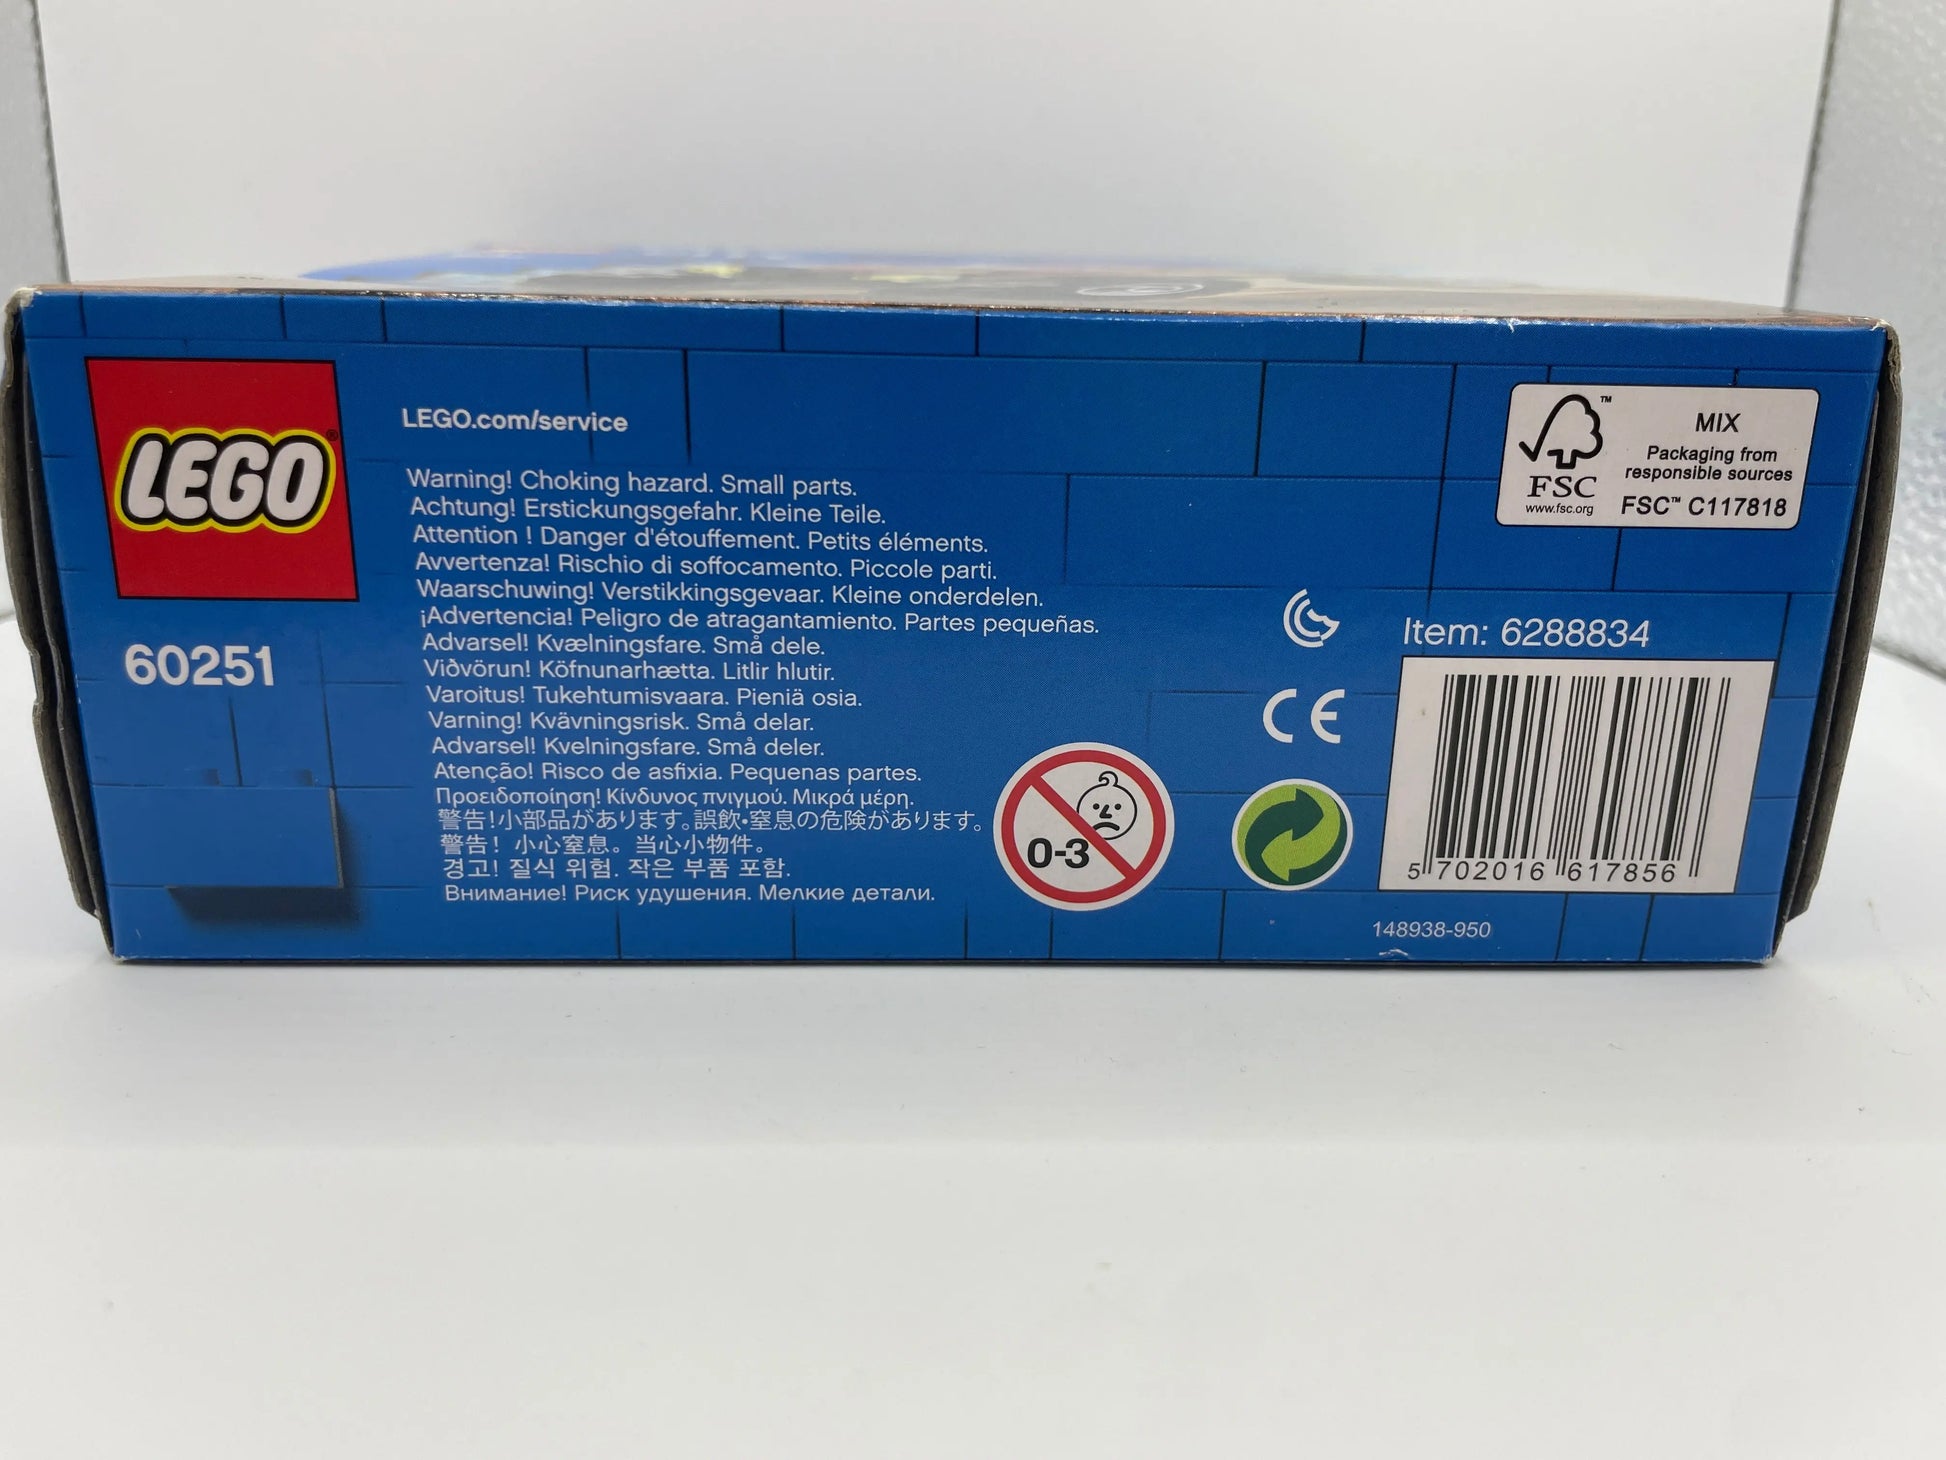 LEGO®
60251
LEGO.com/service
Warning! Choking hazard. Small parts.
Achtung! Erstickungsgefahr. Kleine Teile.
Attention ! Danger d'étouffement. Petits éléments.
Avvertenza! Rischio di soffocamento. Piccole parti.
Waarschuwing! Verstikkingsgevaar. Kleine onderdelen.
¡Advertencia! Peligro de atragantamiento. Partes pequeñas.
Advarsel! Kvælningsfare. Små dele.
Viðvörun! Köfnunarhætta. Litlir hlutir.
Varoitus! Tukehtumisvaara. Pieniä osia.
Varning! Kvävningsrisk. Små delar.
Advarsel! Kvelningsfare. Små deler.
Atenção! Risco de asfixia. Pequenas partes.
Προειδοποίηση! Κίνδυνος πνιγμού. Μικρά μέρη.
警告!小部品があります。誤飲・窒息の危険があります。
警告！小心窒息。当心小物件。
경고! 질식 위험. 작은 부품 포함.
Внимание! Риск удушения. Мелкие детали.
0-3
CE
FSC
™
www.fsc.org
MIX
Packaging from
responsible sources
FSC™ C117818
Item: 6288834
5 702016 617856
148938-950